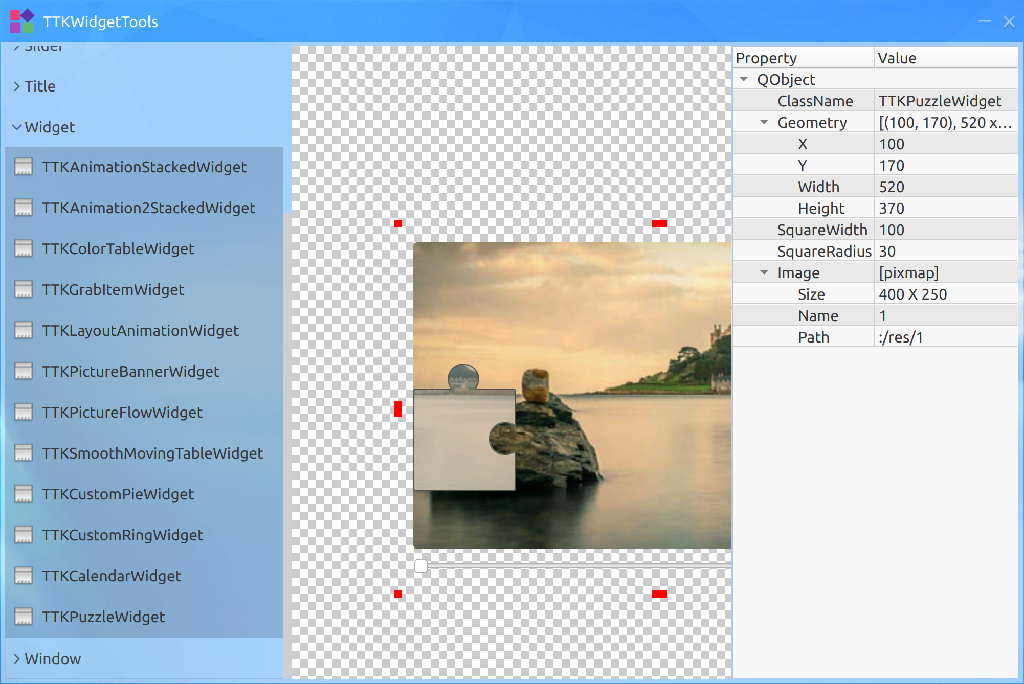 TTKWidgetTools
Slider
Title
Widget
TTKAnimationStackedWidget
TTKAnimation2StackedWidget
TTKColorTableWidget
TTKGrabItemWidget
TTKLayoutAnimationWidget
TTKPictureBannerWidget
TTKPictureFlowWidget
TTKSmoothMovingTableWidget
TTKCustomPieWidget
TTKCustomRingWidget
TTKCalendarWidget
TTKPuzzleWidget
Window
Property Value
QObject
ClassName TTKPuzzleWidget
Geometry [(100, 170), 520 x...
X 100
Y 170
Width 520
Height 370
SquareWidth 100
SquareRadius 30
Image [pixmap]
Size 400 X 250
Name 1
Path :/res/1